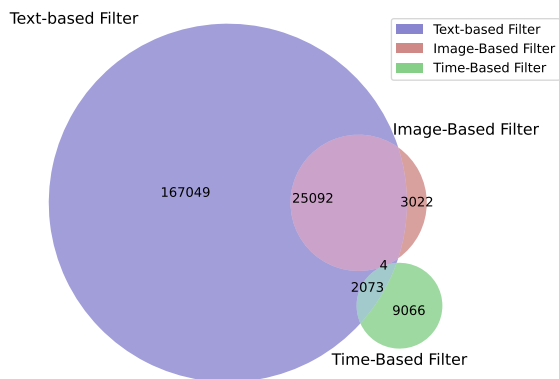 Text-based Filter
Text-based Filter
Image-Based Filter
Time-Based Filter
Image-Based Filter
167049
25092
3022
4
2073
9066
Time-Based Filter